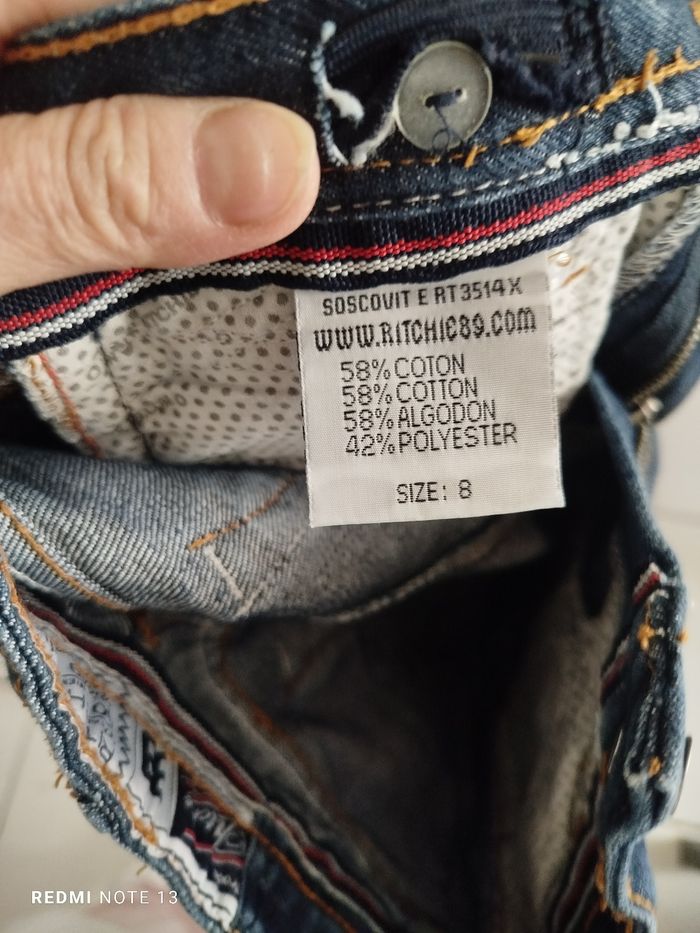 SOSCOVIT E RT3514X
WWW.RITCHIE89.COM
58% COTON
58% COTTON
58% ALGODON
42% POLYESTER
SIZE: 8
REDMI NOTE 13